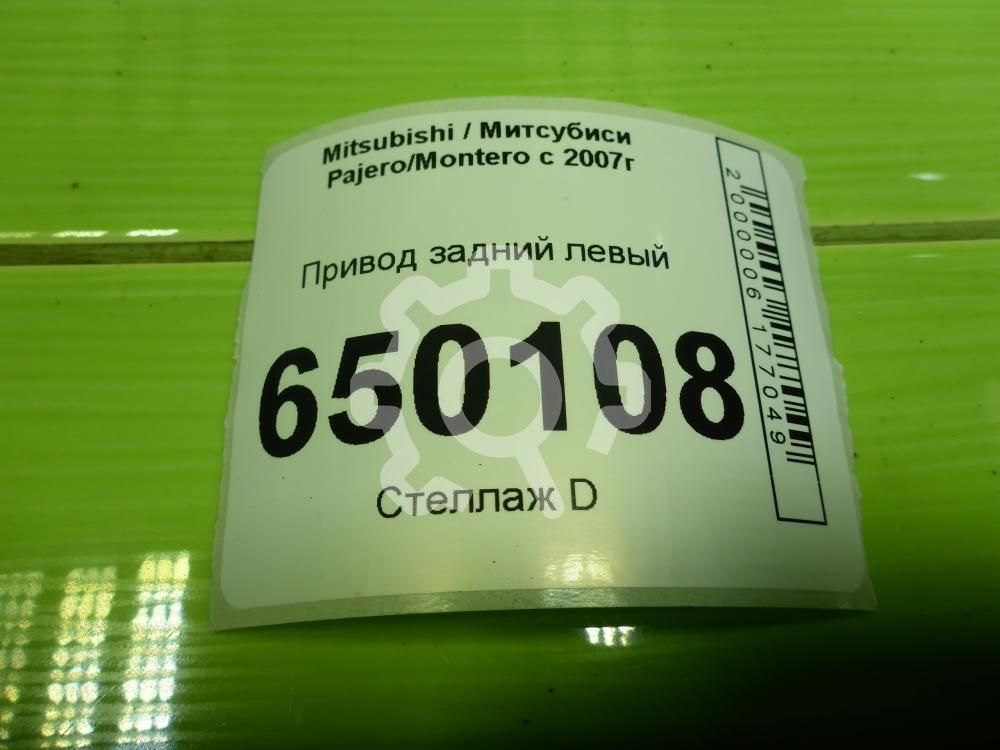 Mitsubishi / Митсубиси
Pajero/Montero с 2007г
Привод задний левый
650108
Стеллаж D
2000006177049